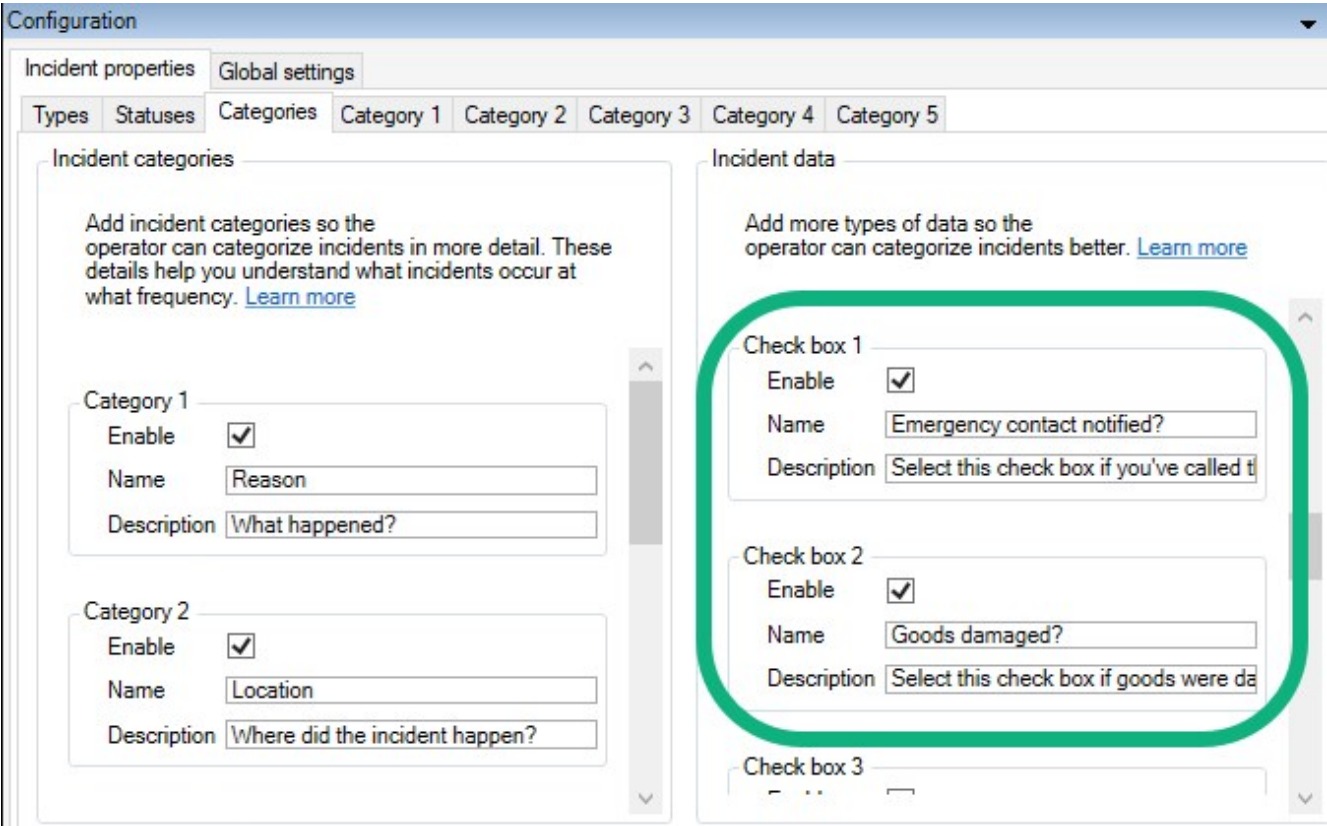 Configuration
Incident properties Global settings
Types Statuses Categories Category 1 Category 2 Category 3 Category 4 Category 5
Incident categories
Add incident categories so the
operator can categorize incidents in more detail. These
details help you understand what incidents occur at
what frequency. Learn more
Category 1
Enable
Name Reason
Description What happened?
Category 2
Enable
Name Location
Description Where did the incident happen?
Incident data
Add more types of data so the
operator can categorize incidents better. Learn more
Check box 1
Enable
Name Emergency contact notified?
Description Select this check box if you've called
Check box 2
Enable
Name Goods damaged?
Description Select this check box if goods were da
Check box 3